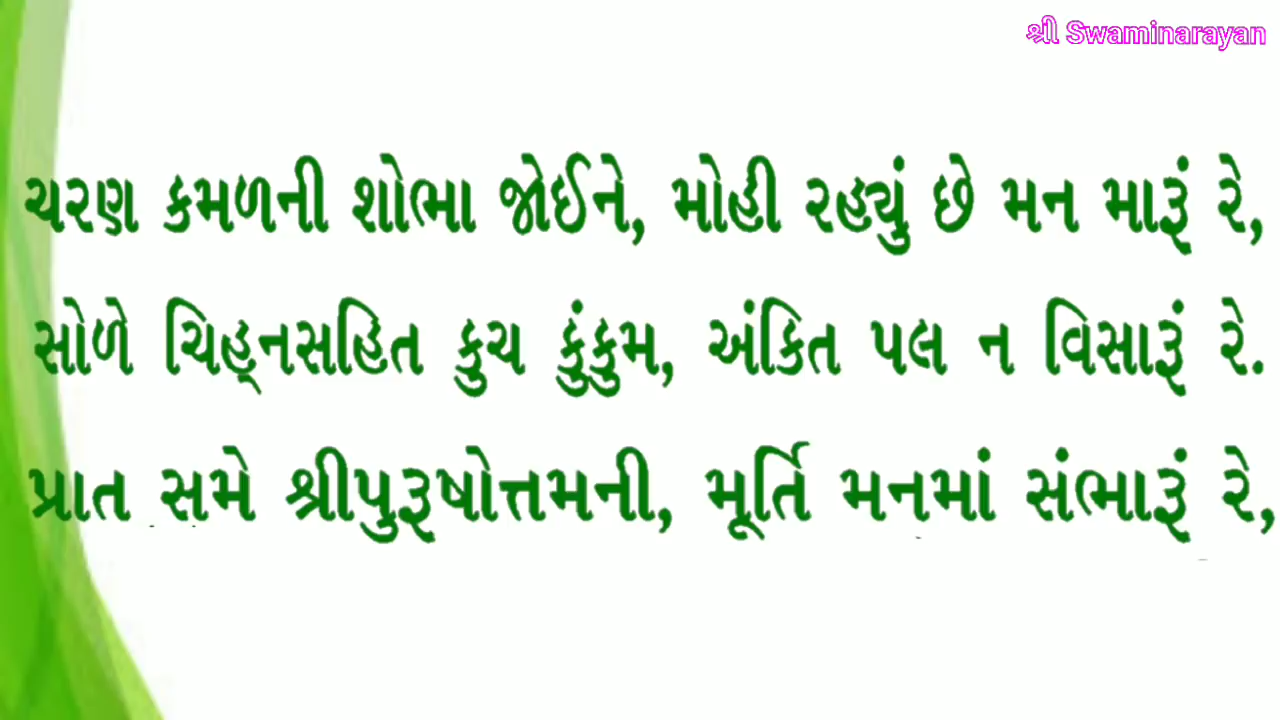 શ્રી Swaminarayan
ચરણ કમળની શોભા જોઈને, મોહી રહ્યું છે મન મારૂં રે,
સોળે ચિહ્નસહિત કુચ કુંકુમ, અંકિત પલ ન વિસારૂં રે.
પ્રાત સમે શ્રીપુરૂષોત્તમની, મૂર્તિ મનમાં સંભારૂં રે,